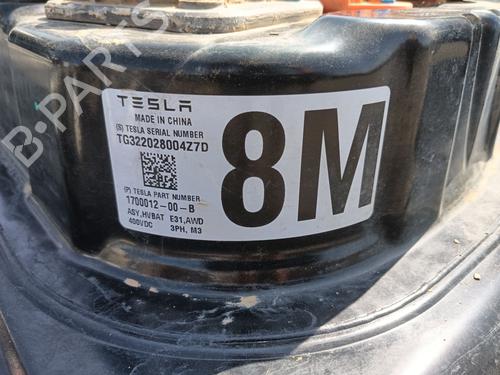 B-PARTS
TESLA
MADE IN CHINA
(S) TESLA SERIAL NUMBER
TG322028004Z7D
8M
(P) TESLA PART NUMBER
1700012-00-B
ASY,HVBAT E31,AWD
400VDC 3PH, M3